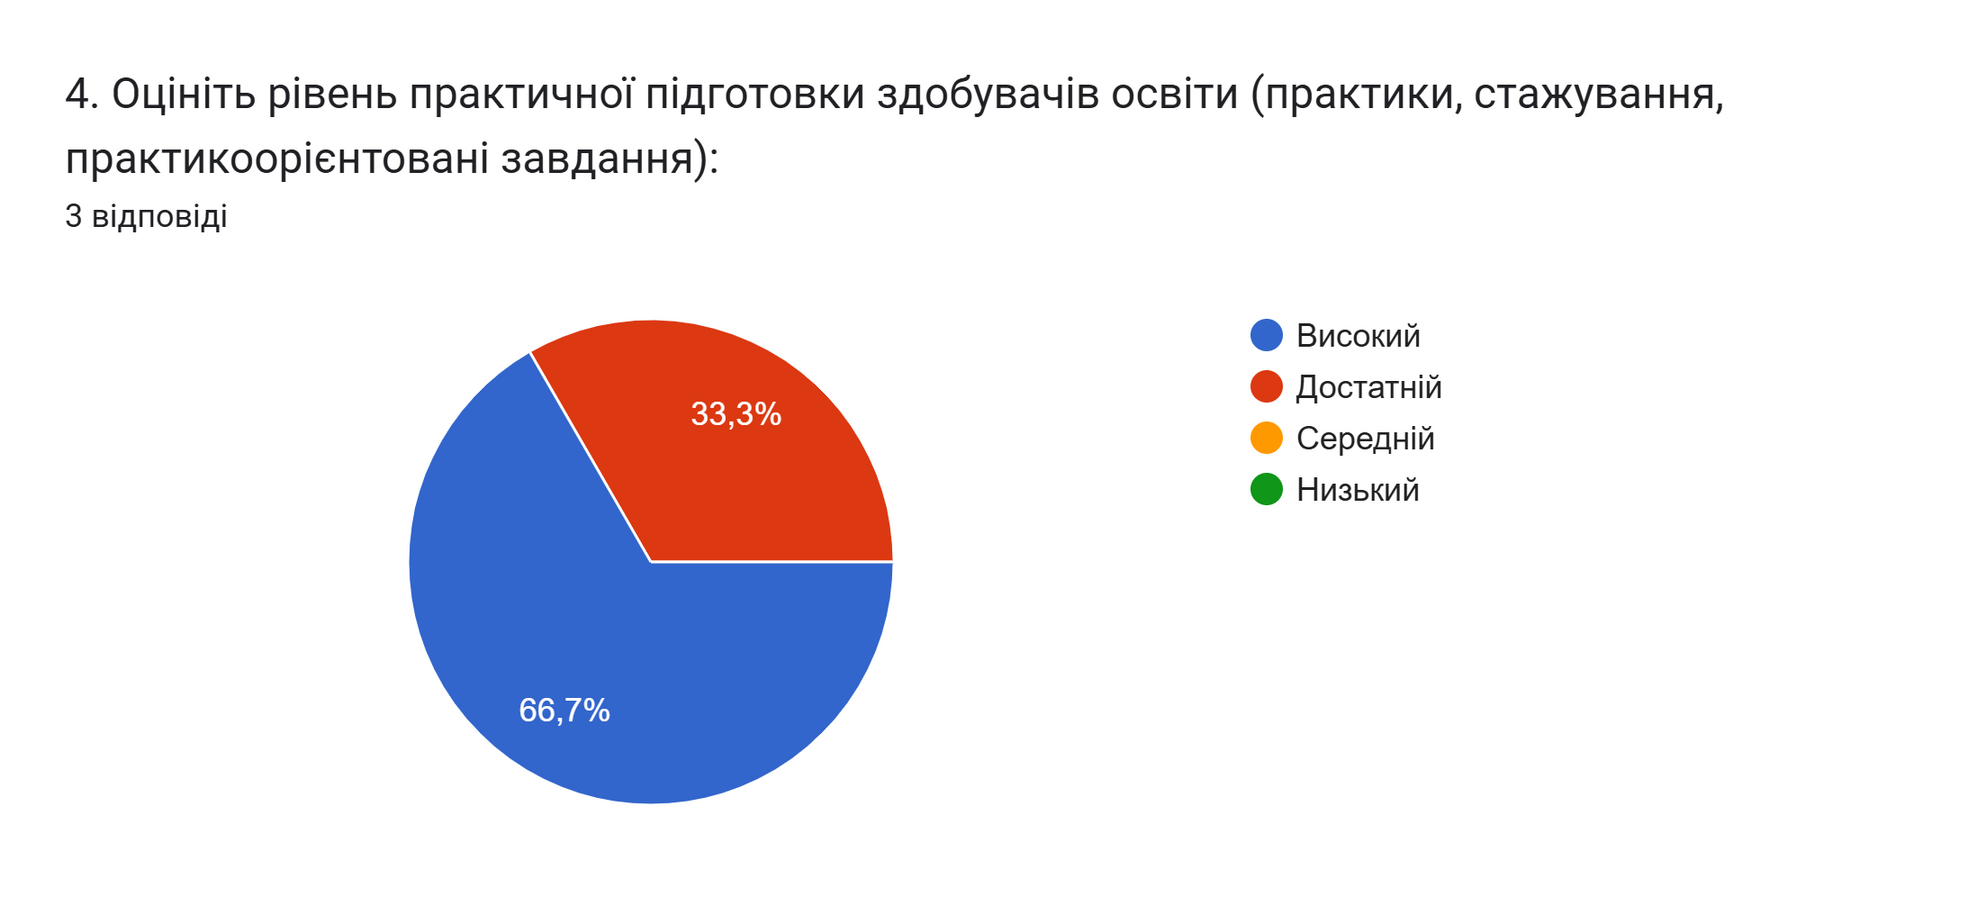 4. Оцініть рівень практичної підготовки здобувачів освіти (практики, стажування,
практикоорієнтовані завдання):
3 відповіді
33,3%
66,7%
Високий
Достатній
Середній
Низький